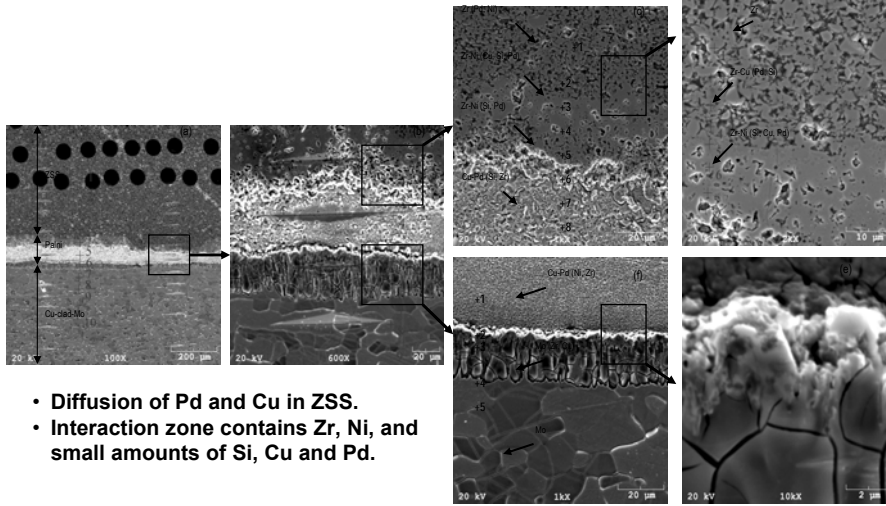 (a)
ZSS
Palni
Cu-clad-Mo
20 kV 100X 200 µm
(b)
20 kV 600X 20 µm
Zr (Pd, Ni)
(c)
+1
Zr-Ni, Cu, Si, Pd)
+2
+3
Zr-Ni (Si, Pd)
+4
+5
Cu-Pd (Si, Zr)
+6
+7
+8
20 kV 1kX 20 µm
Zr
Zr-Cu (Pd, Si)
Zr-Ni (Si, Cu, Pd)
10 µm
Cu-Pd (Ni, Zr)
(f)
+1
+5
Mo
20 kV 1kX 20 µm
(e)
20 kV 10kX 2 µm
• Diffusion of Pd and Cu in ZSS.
• Interaction zone contains Zr, Ni, and
small amounts of Si, Cu and Pd.